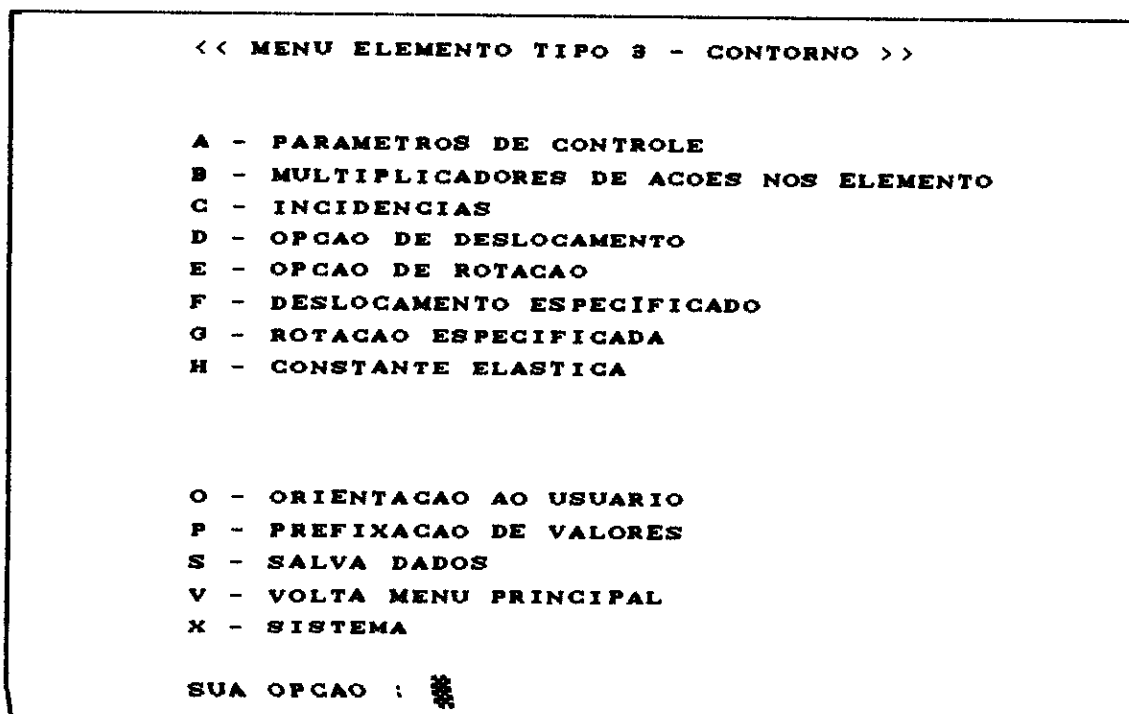 << MENU ELEMENTO TIPO 3 - CONTORNO >>
A - PARAMETROS DE CONTROLE
B - MULTIPLICADORES DE ACOES NOS ELEMENTO
C - INCIDENCIAS
D - OPCAO DE DESLOCAMENTO
E - OPCAO DE ROTACAO
F - DESLOCAMENTO ESPECIFICADO
G - ROTACAO ESPECIFICADA
H - CONSTANTE ELASTICA
O - ORIENTACAO AO USUARIO
P - PREFIXACAO DE VALORES
S - SALVA DADOS
V - VOLTA MENU PRINCIPAL
X - SISTEMA
SUA OPCAO :